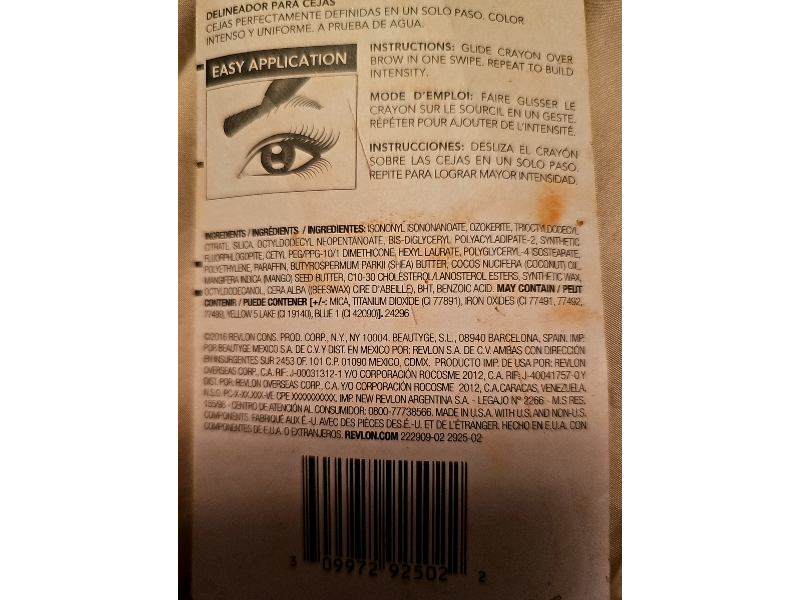 DELINEADOR PARA CEJAS
CEJAS PERFECTAMENTE DEFINIDAS EN UN SOLO PASO. COLOR
INTENSO Y UNIFORME. A PRUEBA DE AGUA.
EASY APPLICATION
INSTRUCTIONS: GLIDE CRAYON OVER
BROW IN ONE SWIPE. REPEAT TO BUILD
INTENSITY.
MODE D'EMPLOI: FAIRE GLISSER LE
CRAYON SUR LE SOURCIL EN UN GESTE.
RÉPÉTER POUR AJOUTER DE L'INTENSITÉ.
INSTRUCCIONES: DESLIZA EL CRAYÓN
SOBRE LAS CEJAS EN UN SOLO PASO.
REPITE PARA LOGRAR MAYOR INTENSIDAD.
INGREDIENTS / INGRÉDIENTS / INGREDIENTES: ISONONYL ISONONANOATE, OZOKERITE, TRIOCTYLDODECYL
CITRATE, SILICA, OCTYLDODECYL NEOPENTANOATE, BIS-DIGLYCERYL POLYACYLADIPATE-2, SYNTHETIC
FLUORPHLOGOPITE, CETYL PEG/PPG-10/1 DIMETHICONE, HEXYL LAURATE, POLYGLYCERYL-4 ISOSTEARATE,
POLYETHYLENE, PARAFFIN, BUTYROSPERMUM PARKII (SHEA) BUTTER, COCOS NUCIFERA (COCONUT) OIL,
MANGIFERA INDICA (MANGO) SEED BUTTER, C10-30 CHOLESTEROL/LANOSTEROL ESTERS, SYNTHETIC WAX,
OCTYLDODECANOL, CERA ALBA ((BEESWAX) CIRE D'ABEILLE), BHT, BENZOIC ACID. MAY CONTAIN / PEUT
CONTENIR / PUEDE CONTENER [+/-: MICA, TITANIUM DIOXIDE (CI 77891), IRON OXIDES (CI 77491, 77492,
77499), YELLOW 5 LAKE (CI 19140), BLUE 1 (CI 42090)]. 24296
©2016 REVLON CONS. PROD. CORP., N.Y., NY 10004. BEAUTYGE, S.L., 08940 BARCELONA, SPAIN. IMP.
POR BEAUTYGE MEXICO S.A. DE C.V. Y DIST. EN MEXICO POR: REVLON S.A. DE C.V. AMBAS CON DIRECCIÓN
EN INSURGENTES SUR 2453 OF. 101 C.P. 01090 MEXICO, CDMX. PRODUCTO IMP. DE USA POR: REVLON
OVERSEAS CORP. C.A. RIF: J-00031312-1 Y/O CORPORACIÓN ROCOSME 2012, C.A. RIF: J-40041757-0 Y
DIST. POR: REVLON OVERSEAS CORP., C.A. Y/O CORPORACIÓN ROCOSME 2012, C.A. CARACAS, VENEZUELA.
N.S.O. PC-X-XX.XXX-VE CPE XXXXXXXXXX. IMP. NEW REVLON ARGENTINA S.A. - LEGAJO N° 2266 - M.S RES.
155/98 - CENTRO DE ATENCIÓN AL CONSUMIDOR: 0800-77738566. MADE IN U.S.A. WITH U.S. AND NON-U.S.
COMPONENTS. FABRIQUÉ AUX É.-U. AVEC DES PIÈCES DES É.-U. ET DE L'ÉTRANGER. HECHO EN E.U.A. CON
COMPONENTES DE E.U.A. O EXTRANJEROS. REVLON.COM 222909-02 2925-02
3 09972 92502 2